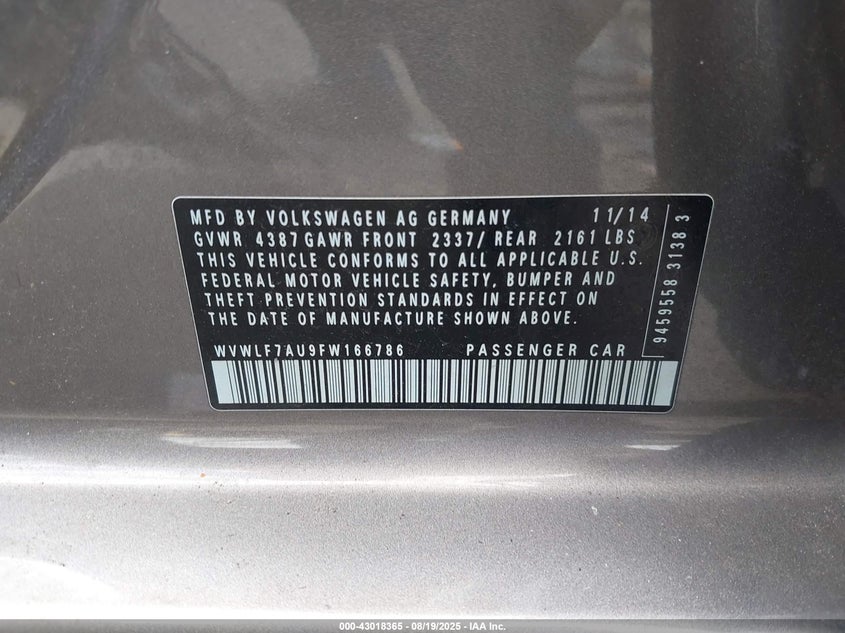 MFD BY VOLKSWAGEN AG GERMANY 11/14
GVWR 4387 GAWR FRONT 2337/ REAR 2161 LBS
THIS VEHICLE CONFORMS TO ALL APPLICABLE U.S.
FEDERAL MOTOR VEHICLE SAFETY, BUMPER AND
THEFT PREVENTION STANDARDS IN EFFECT ON
THE DATE OF MANUFACTURE SHOWN ABOVE.
WVWLF7AU9FW166786 PASSENGER CAR
9459558 3138 3
000-43018365 - 08/19/2025 - IAA Inc.